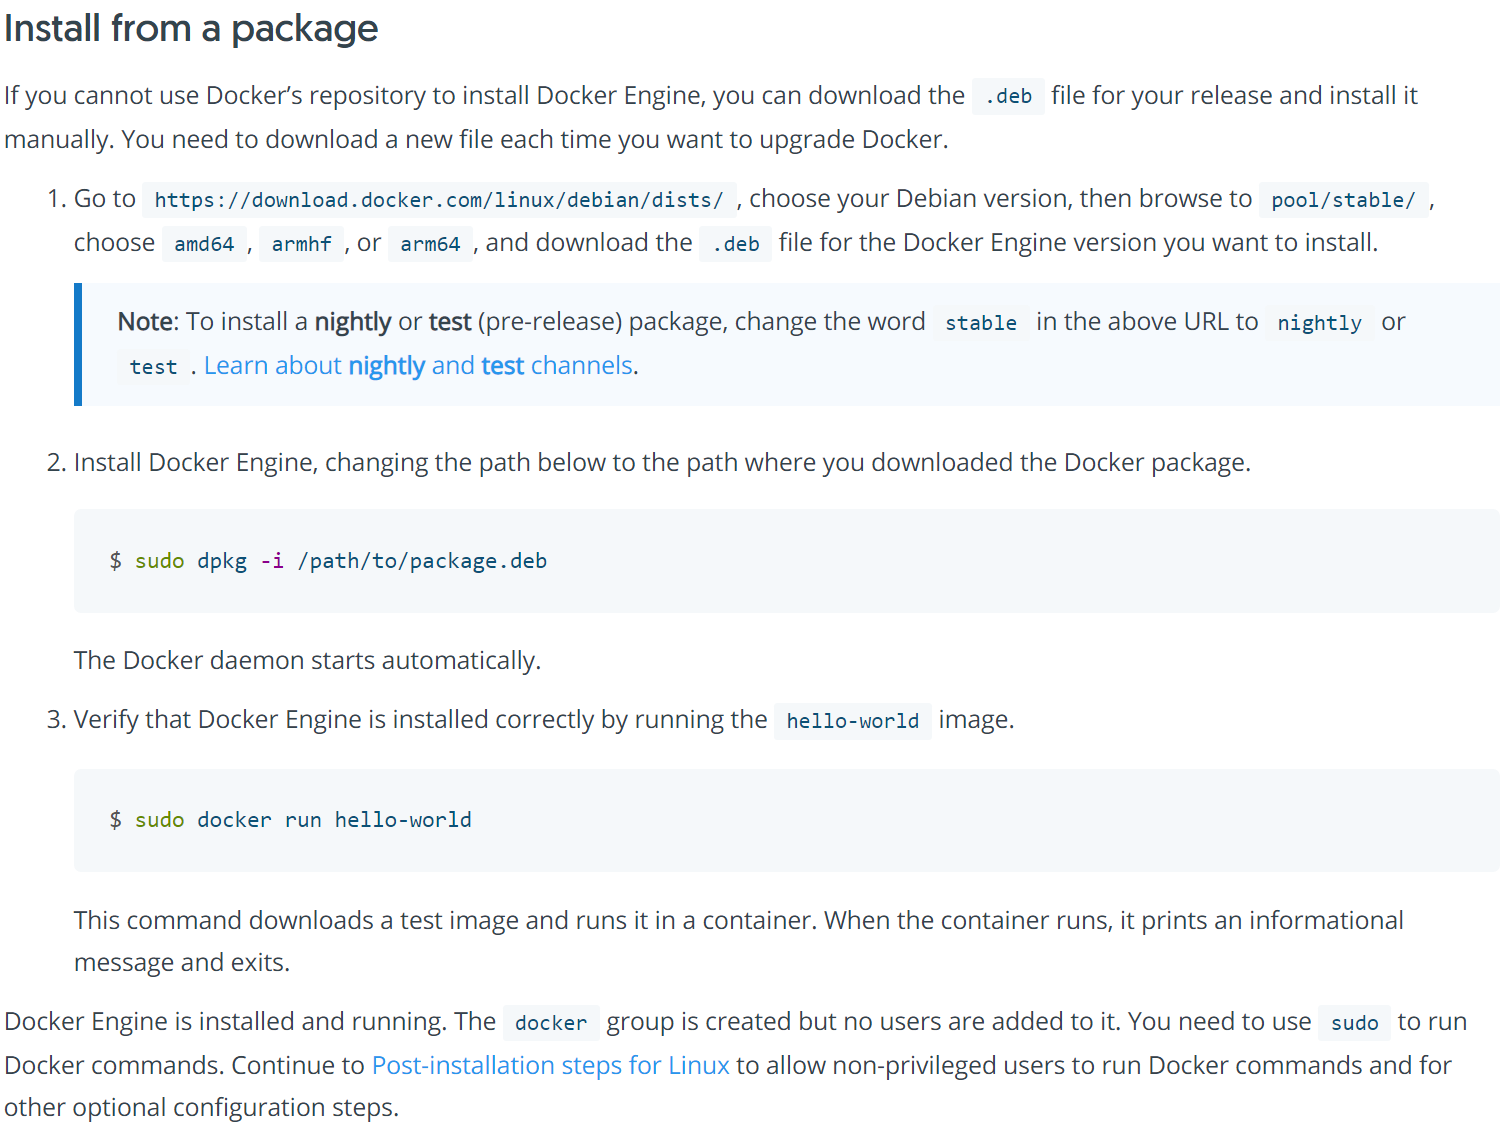 Install from a package
If you cannot use Docker’s repository to install Docker Engine, you can download the .deb file for your release and install it
manually. You need to download a new file each time you want to upgrade Docker.
1. Go to https://download.docker.com/linux/debian/dists/ , choose your Debian version, then browse to pool/stable/ ,
choose amd64 , armhf , or arm64 , and download the .deb file for the Docker Engine version you want to install.
Note: To install a nightly or test (pre-release) package, change the word stable in the above URL to nightly or
test . Learn about nightly and test channels.
2. Install Docker Engine, changing the path below to the path where you downloaded the Docker package.
$ sudo dpkg -i /path/to/package.deb
The Docker daemon starts automatically.
3. Verify that Docker Engine is installed correctly by running the hello-world image.
$ sudo docker run hello-world
This command downloads a test image and runs it in a container. When the container runs, it prints an informational
message and exits.
Docker Engine is installed and running. The docker group is created but no users are added to it. You need to use sudo to run
Docker commands. Continue to Post-installation steps for Linux to allow non-privileged users to run Docker commands and for
other optional configuration steps.